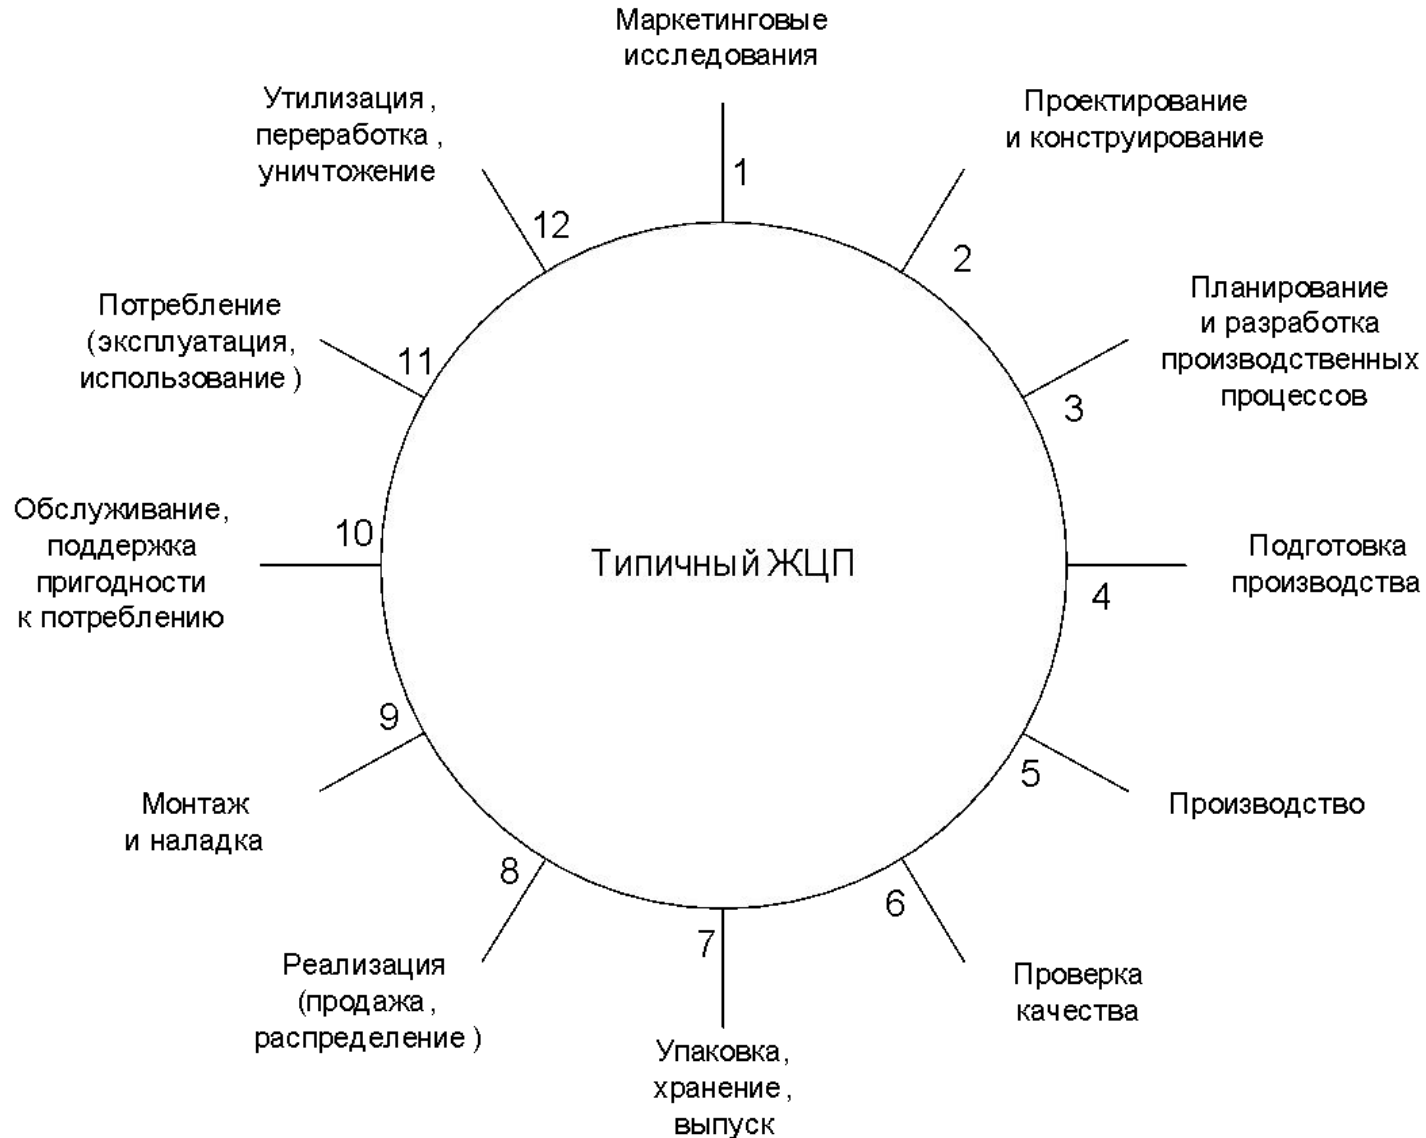 Маркетинговые
исследования
1
Проектирование
и конструирование
2
Планирование
и разработка
производственных
процессов
3
Подготовка
производства
4
Производство
5
Проверка
качества
6
Упаковка,
хранение,
выпуск
7
Реализация
(продажа,
распределение)
8
Монтаж
и наладка
9
Обслуживание,
поддержка
пригодности
к потреблению
10
Потребление
(эксплуатация,
использование)
11
Утилизация,
переработка,
уничтожение
12
Типичный ЖЦП